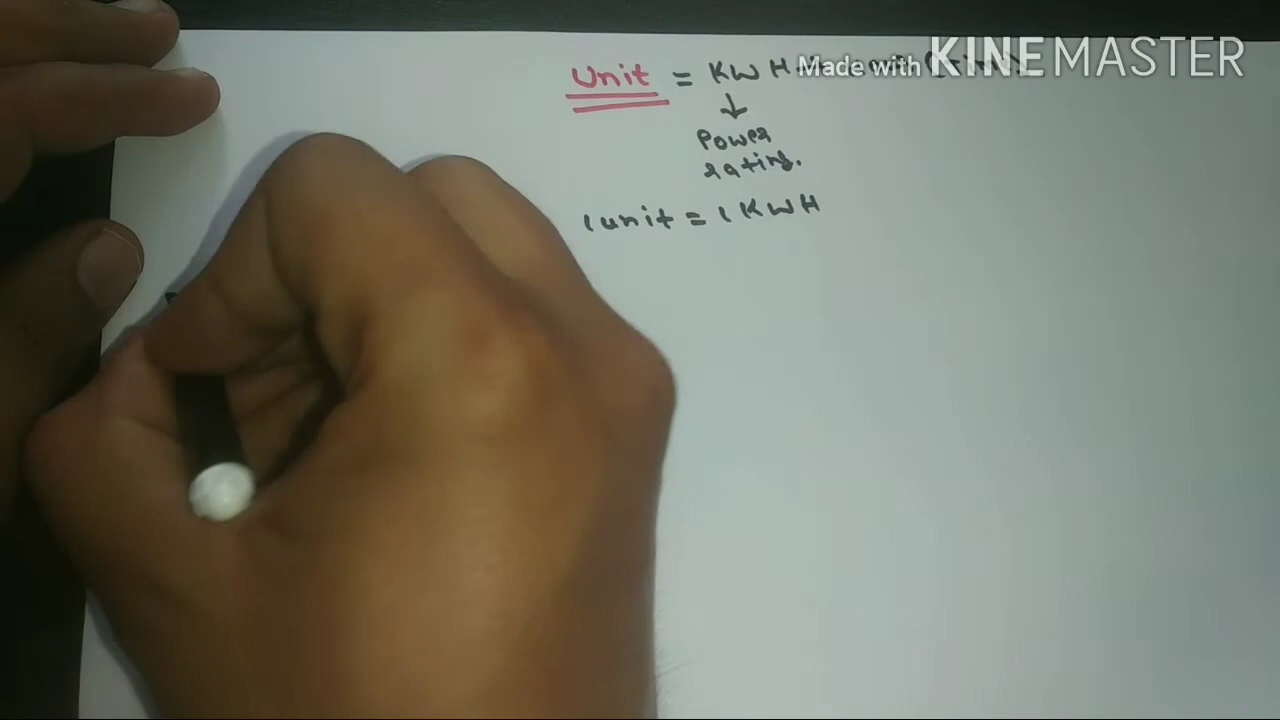 Unit = KWH
Made with KINEMASTER
↓
Power
rating.
1 unit = 1 KWH